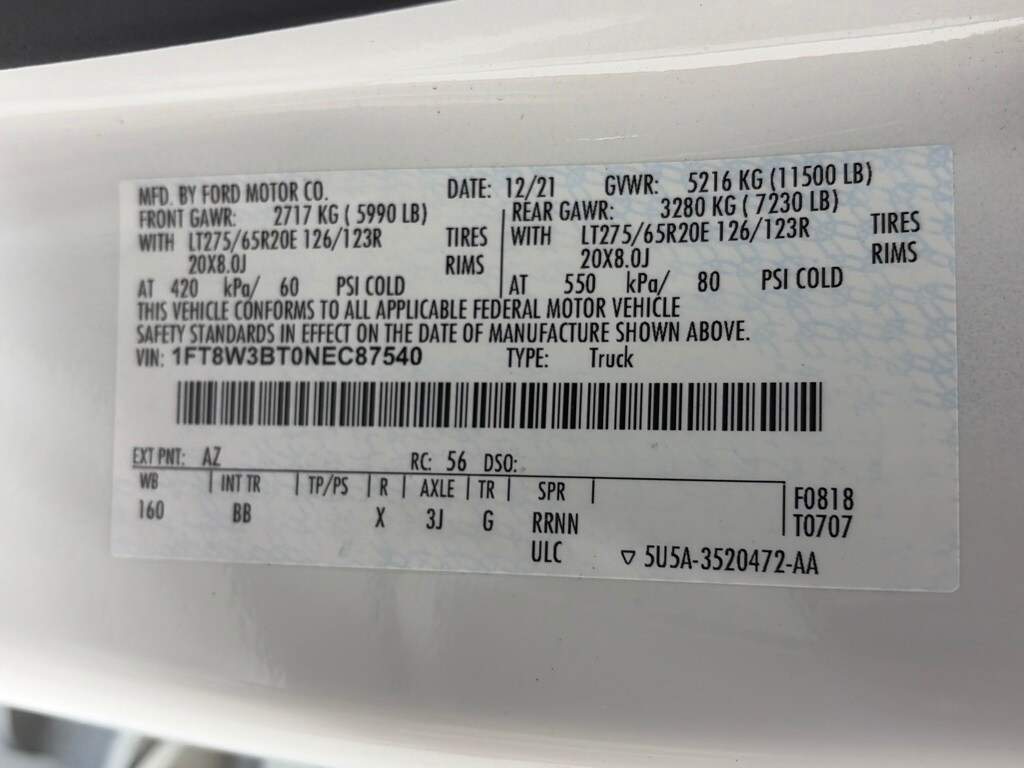 MFD. BY FORD MOTOR CO. DATE: 12/21 GVWR: 5216 KG (11500 LB)
FRONT GAWR: 2717 KG ( 5990 LB) REAR GAWR: 3280 KG ( 7230 LB)
WITH LT275/65R20E 126/123R TIRES WITH LT275/65R20E 126/123R TIRES
20X8.0J RIMS 20X8.0J RIMS
AT 420 kPa/ 60 PSI COLD AT 550 kPa/ 80 PSI COLD
THIS VEHICLE CONFORMS TO ALL APPLICABLE FEDERAL MOTOR VEHICLE
SAFETY STANDARDS IN EFFECT ON THE DATE OF MANUFACTURE SHOWN ABOVE.
VIN: 1FT8W3BT0NEC87540 TYPE: Truck
EXT PNT: AZ RC: 56 DSO:
WB INT TR TP/PS R AXLE TR SPR F0818
160 BB X 3J G RRNN T0707
ULC ▽ 5U5A-3520472-AA